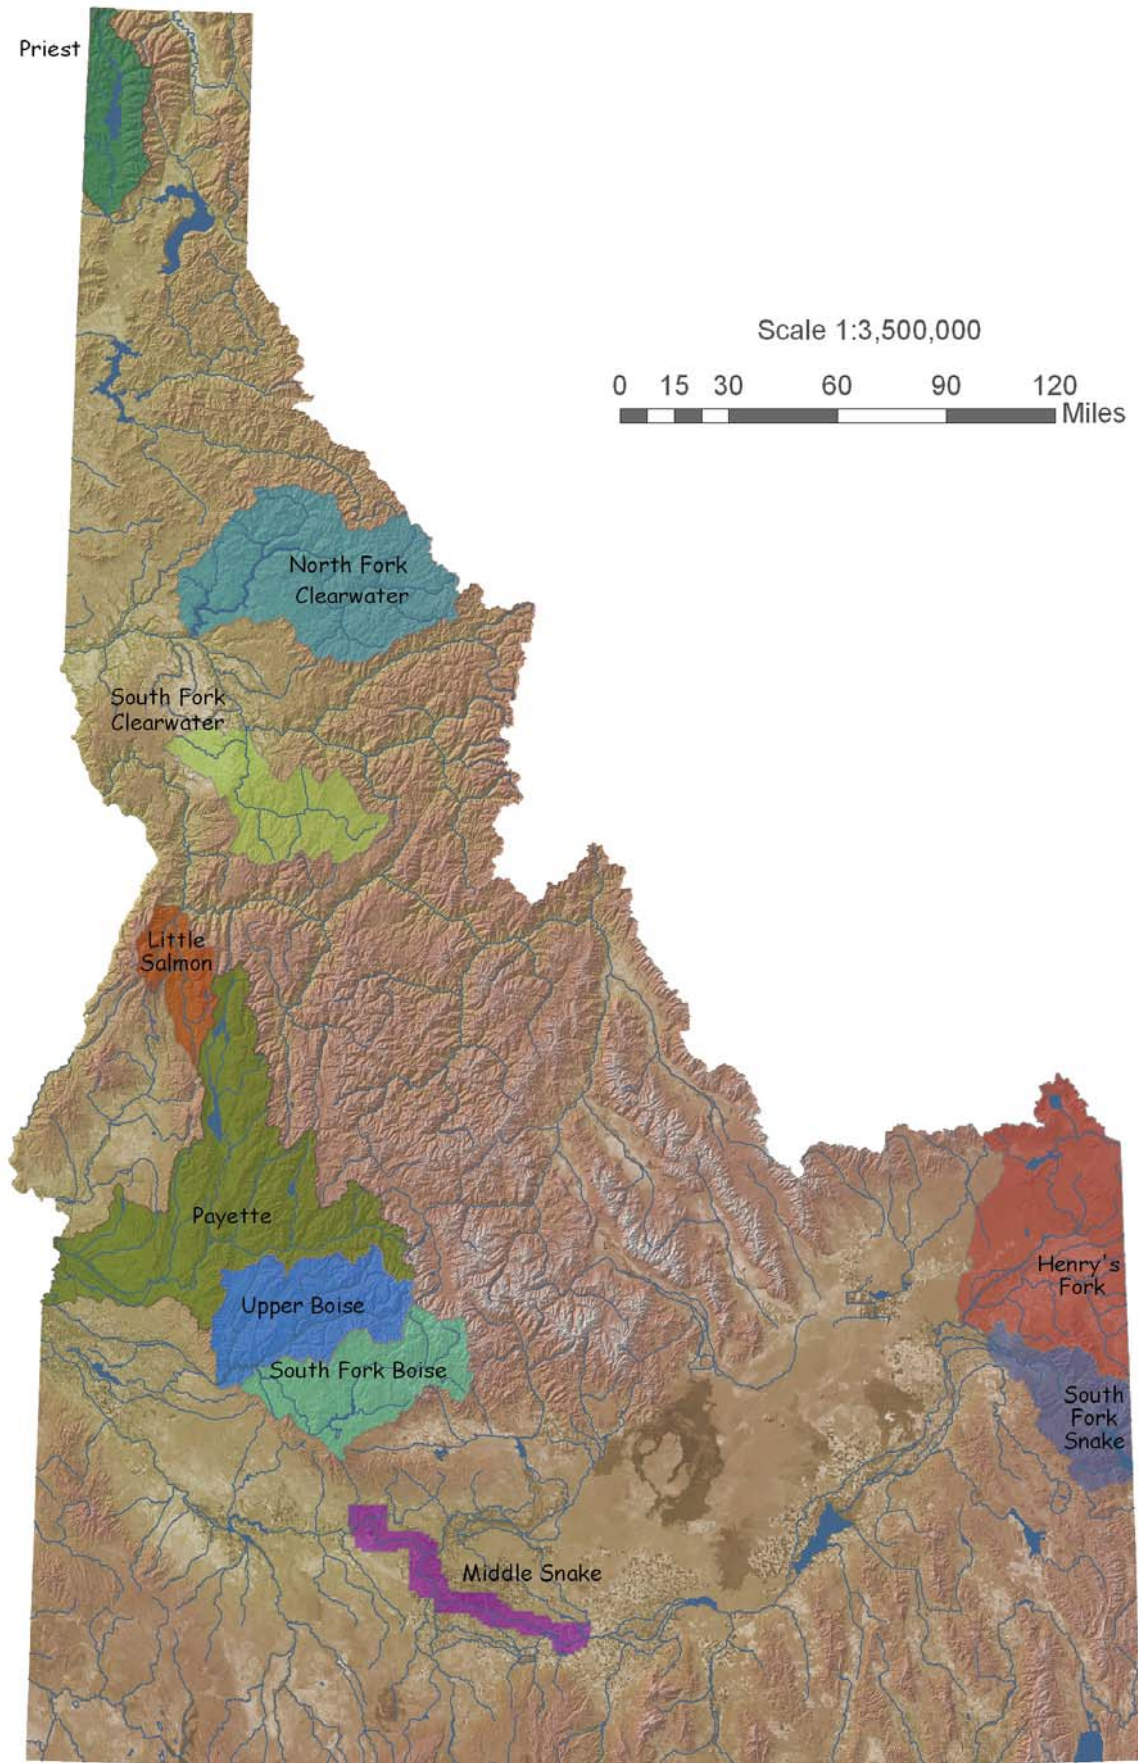 Priest
Scale 1:3,500,000
0 15 30 60 90 120
Miles
North Fork
Clearwater
South Fork
Clearwater
Little
Salmon
Payette
Henry's
Fork
Upper Boise
South Fork Boise
South
Fork
Snake
Middle Snake